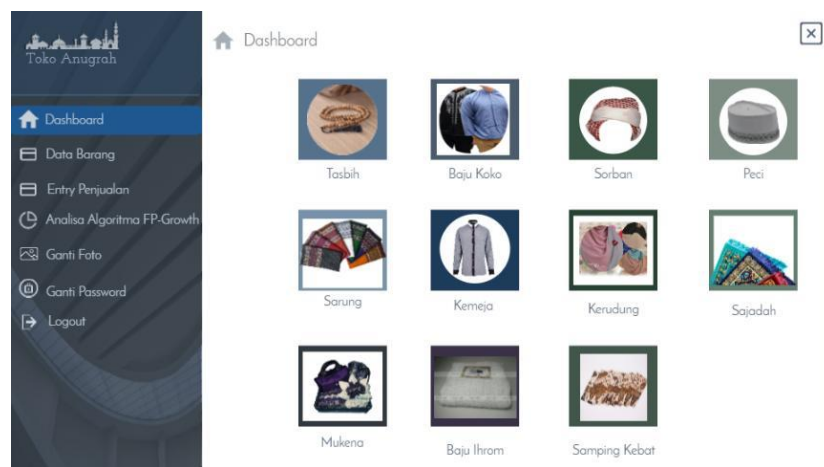 Toko Anugrah
Dashboard
Data Barang
Entry Penjualan
Analisa Algoritma FP-Growth
Ganti Foto
Ganti Password
Logout
Dashboard
Tasbih
Baju Koko
Sorban
Peci
Sarung
Kemeja
Kerudung
Sajadah
Mukena
Baju Ihrom
Samping Kebat